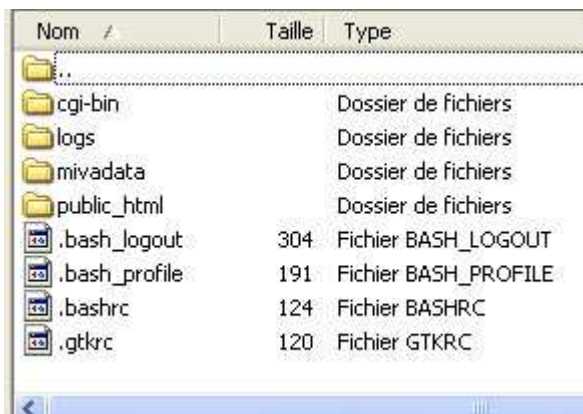 Nom Taille Type
..
cgi-bin Dossier de fichiers
logs Dossier de fichiers
mivadata Dossier de fichiers
public_html Dossier de fichiers
.bash_logout 304 Fichier BASH_LOGOUT
.bash_profile 191 Fichier BASH_PROFILE
.bashrc 124 Fichier BASHRC
.gtkrc 120 Fichier GTKRC